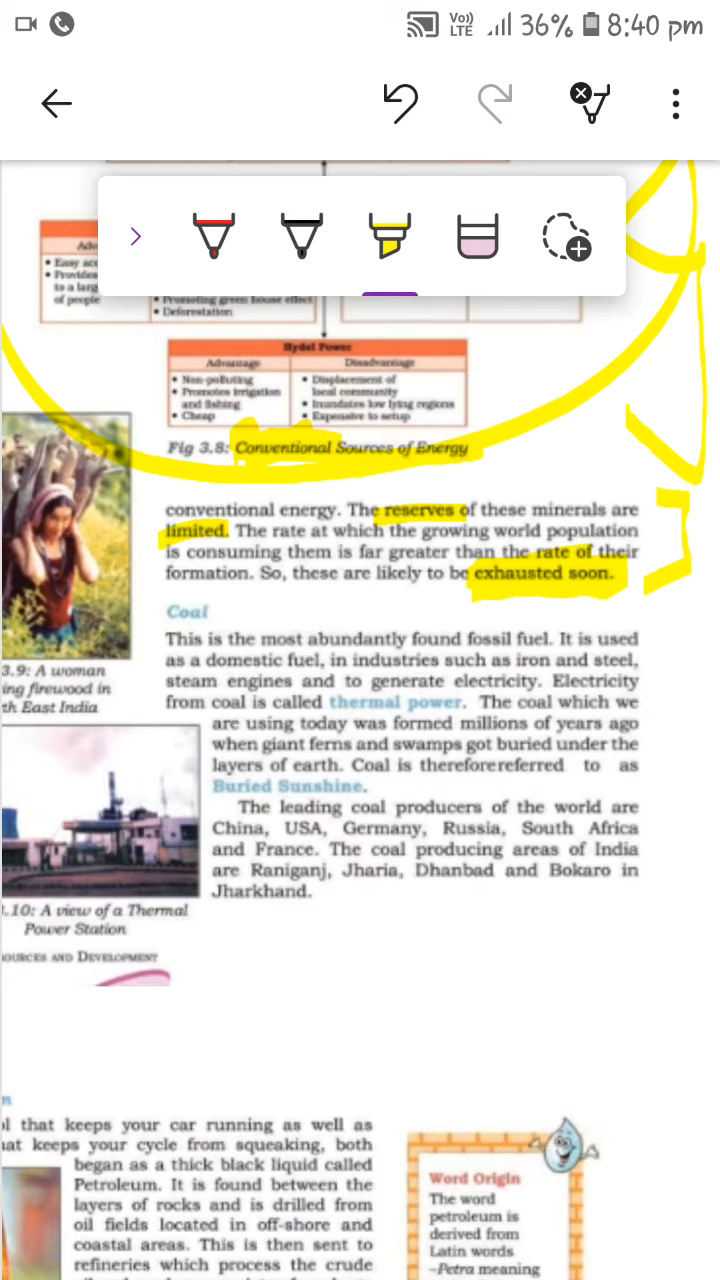 Vo))
LTE
36%
8:40 pm
Adv
• Easy acc
• Provides
to a larg
of people
• Promoting green house effect
• Deforestation
Hydel Power
Advantage
Disadvantage
• Non-polluting
• Promotes irrigation
and fishing
• Cheap
• Displacement of
local community
• Inundates low lying regions
• Expensive to setup
Fig 3.8: Conventional Sources of Energy
conventional energy. The reserves of these minerals are
limited. The rate at which the growing world population
is consuming them is far greater than the rate of their
formation. So, these are likely to be exhausted soon.
3.9: A woman
ing firewood in
th East India
Coal
This is the most abundantly found fossil fuel. It is used
as a domestic fuel, in industries such as iron and steel,
steam engines and to generate electricity. Electricity
from coal is called thermal power. The coal which we
are using today was formed millions of years ago
when giant ferns and swamps got buried under the
layers of earth. Coal is thereforereferred to as
Buried Sunshine.
The leading coal producers of the world are
China, USA, Germany, Russia, South Africa
and France. The coal producing areas of India
are Raniganj, Jharia, Dhanbad and Bokaro in
Jharkhand.
.10: A view of a Thermal
Power Station
OURCES AND DEVELOPMENT
n
ol that keeps your car running as well as
at keeps your cycle from squeaking, both
began as a thick black liquid called
Petroleum. It is found between the
layers of rocks and is drilled from
oil fields located in off-shore and
coastal areas. This is then sent to
refineries which process the crude
Word Origin
The word
petroleum is
derived from
Latin words
–Petra meaning